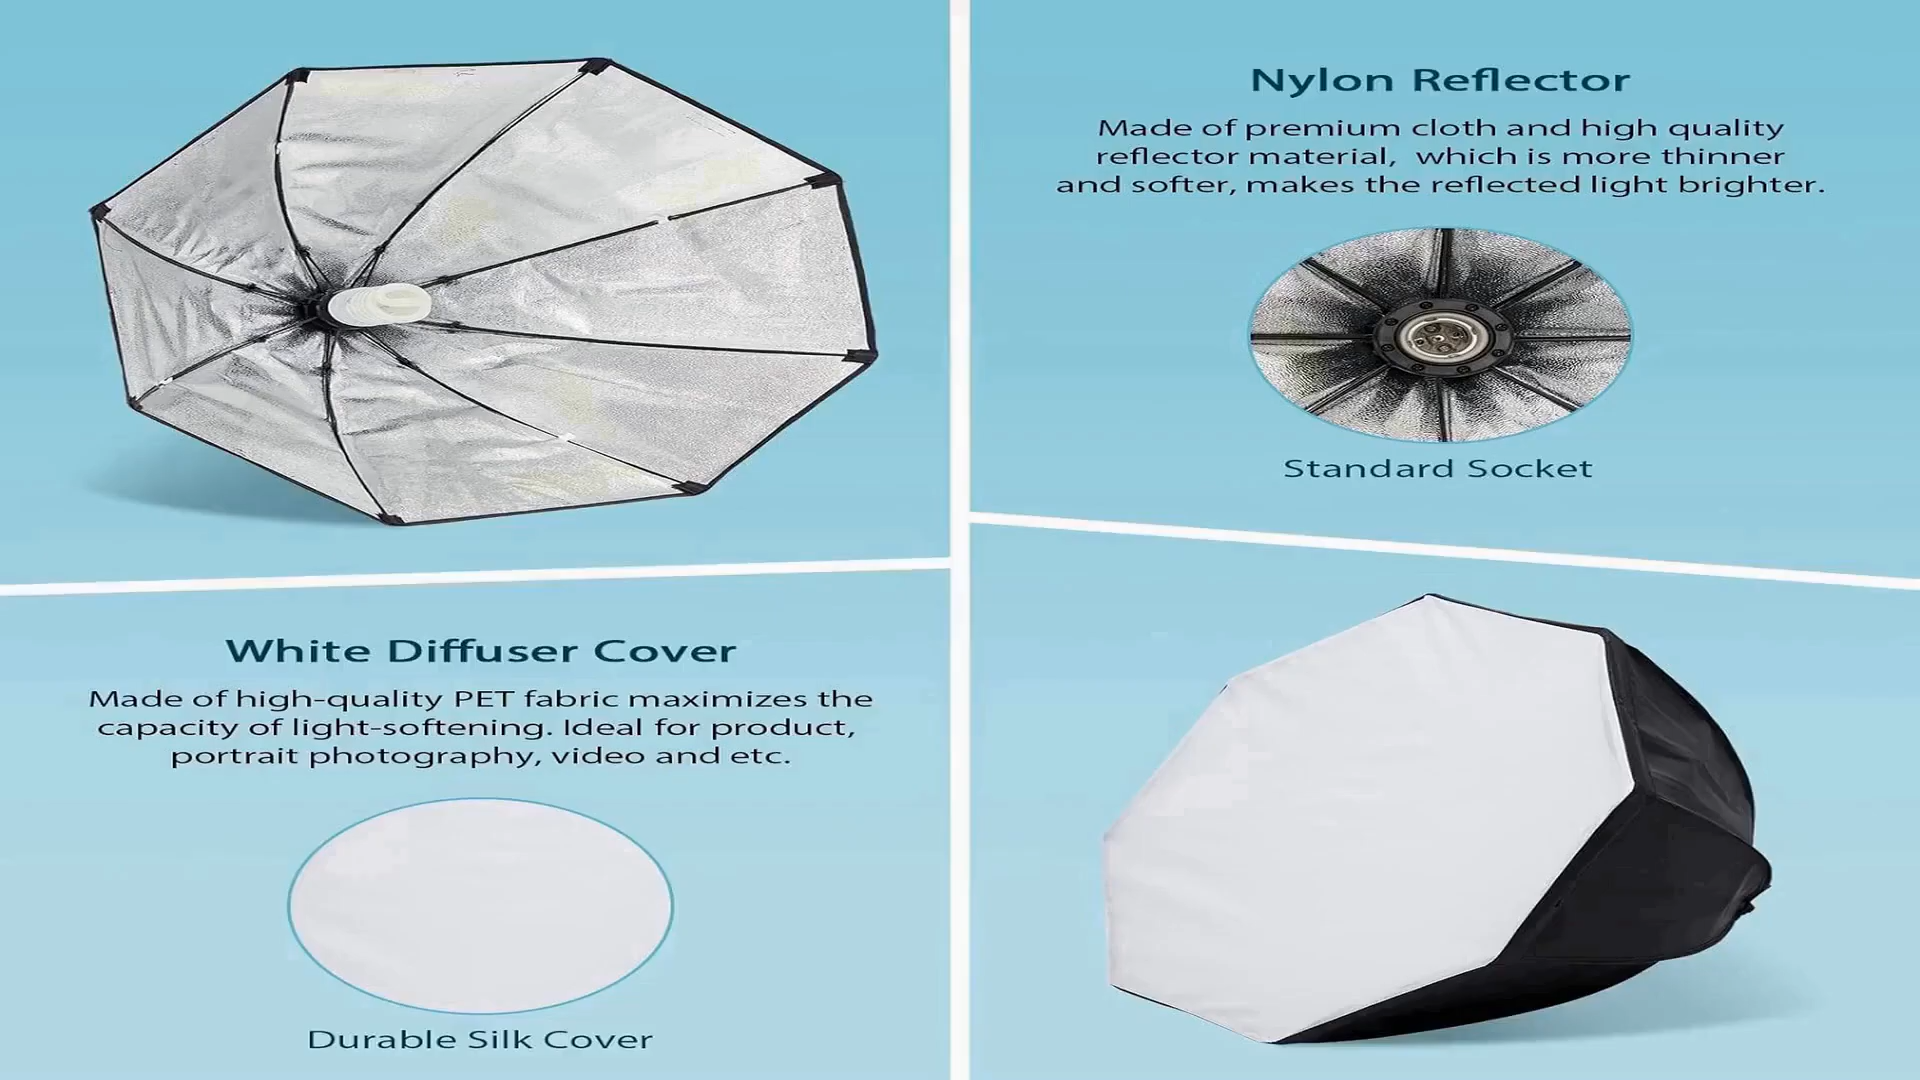 Nylon Reflector
Made of premium cloth and high quality
reflector material, which is more thinner
and softer, makes the reflected light brighter.
Standard Socket
White Diffuser Cover
Made of high-quality PET fabric maximizes the
capacity of light-softening. Ideal for product,
portrait photography, video and etc.
Durable Silk Cover